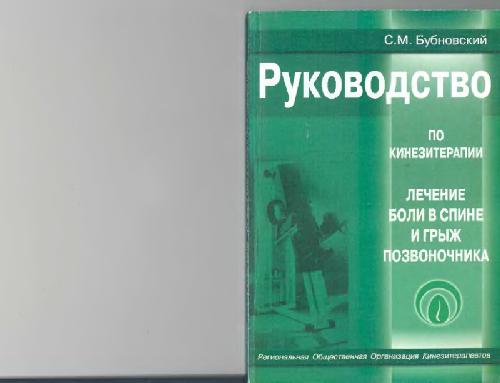 С.М. Бубновский
Руководство
ПО
КИНЕЗИТЕРАПИИ
ЛЕЧЕНИЕ
БОЛИ В СПИНЕ
И ГРЫЖ
ПОЗВОНОЧНИКА
Региональная Общественная Организация Кинезитерапевтов